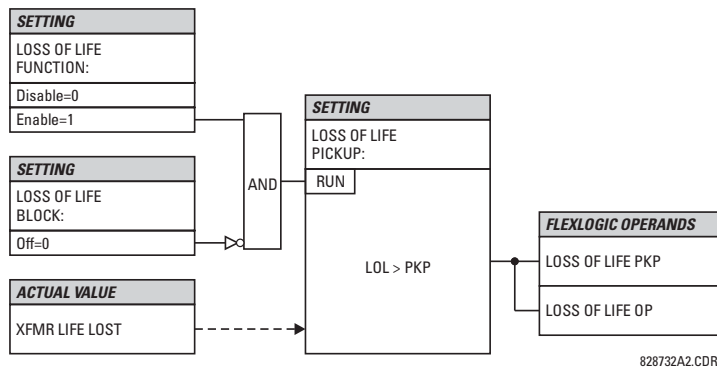 SETTING
LOSS OF LIFE
FUNCTION:
Disable=0
Enable=1
SETTING
LOSS OF LIFE
BLOCK:
Off=0
ACTUAL VALUE
XFMR LIFE LOST
AND
SETTING
LOSS OF LIFE
PICKUP:
RUN
LOL > PKP
FLEXLOGIC OPERANDS
LOSS OF LIFE PKP
LOSS OF LIFE OP
828732A2.CDR